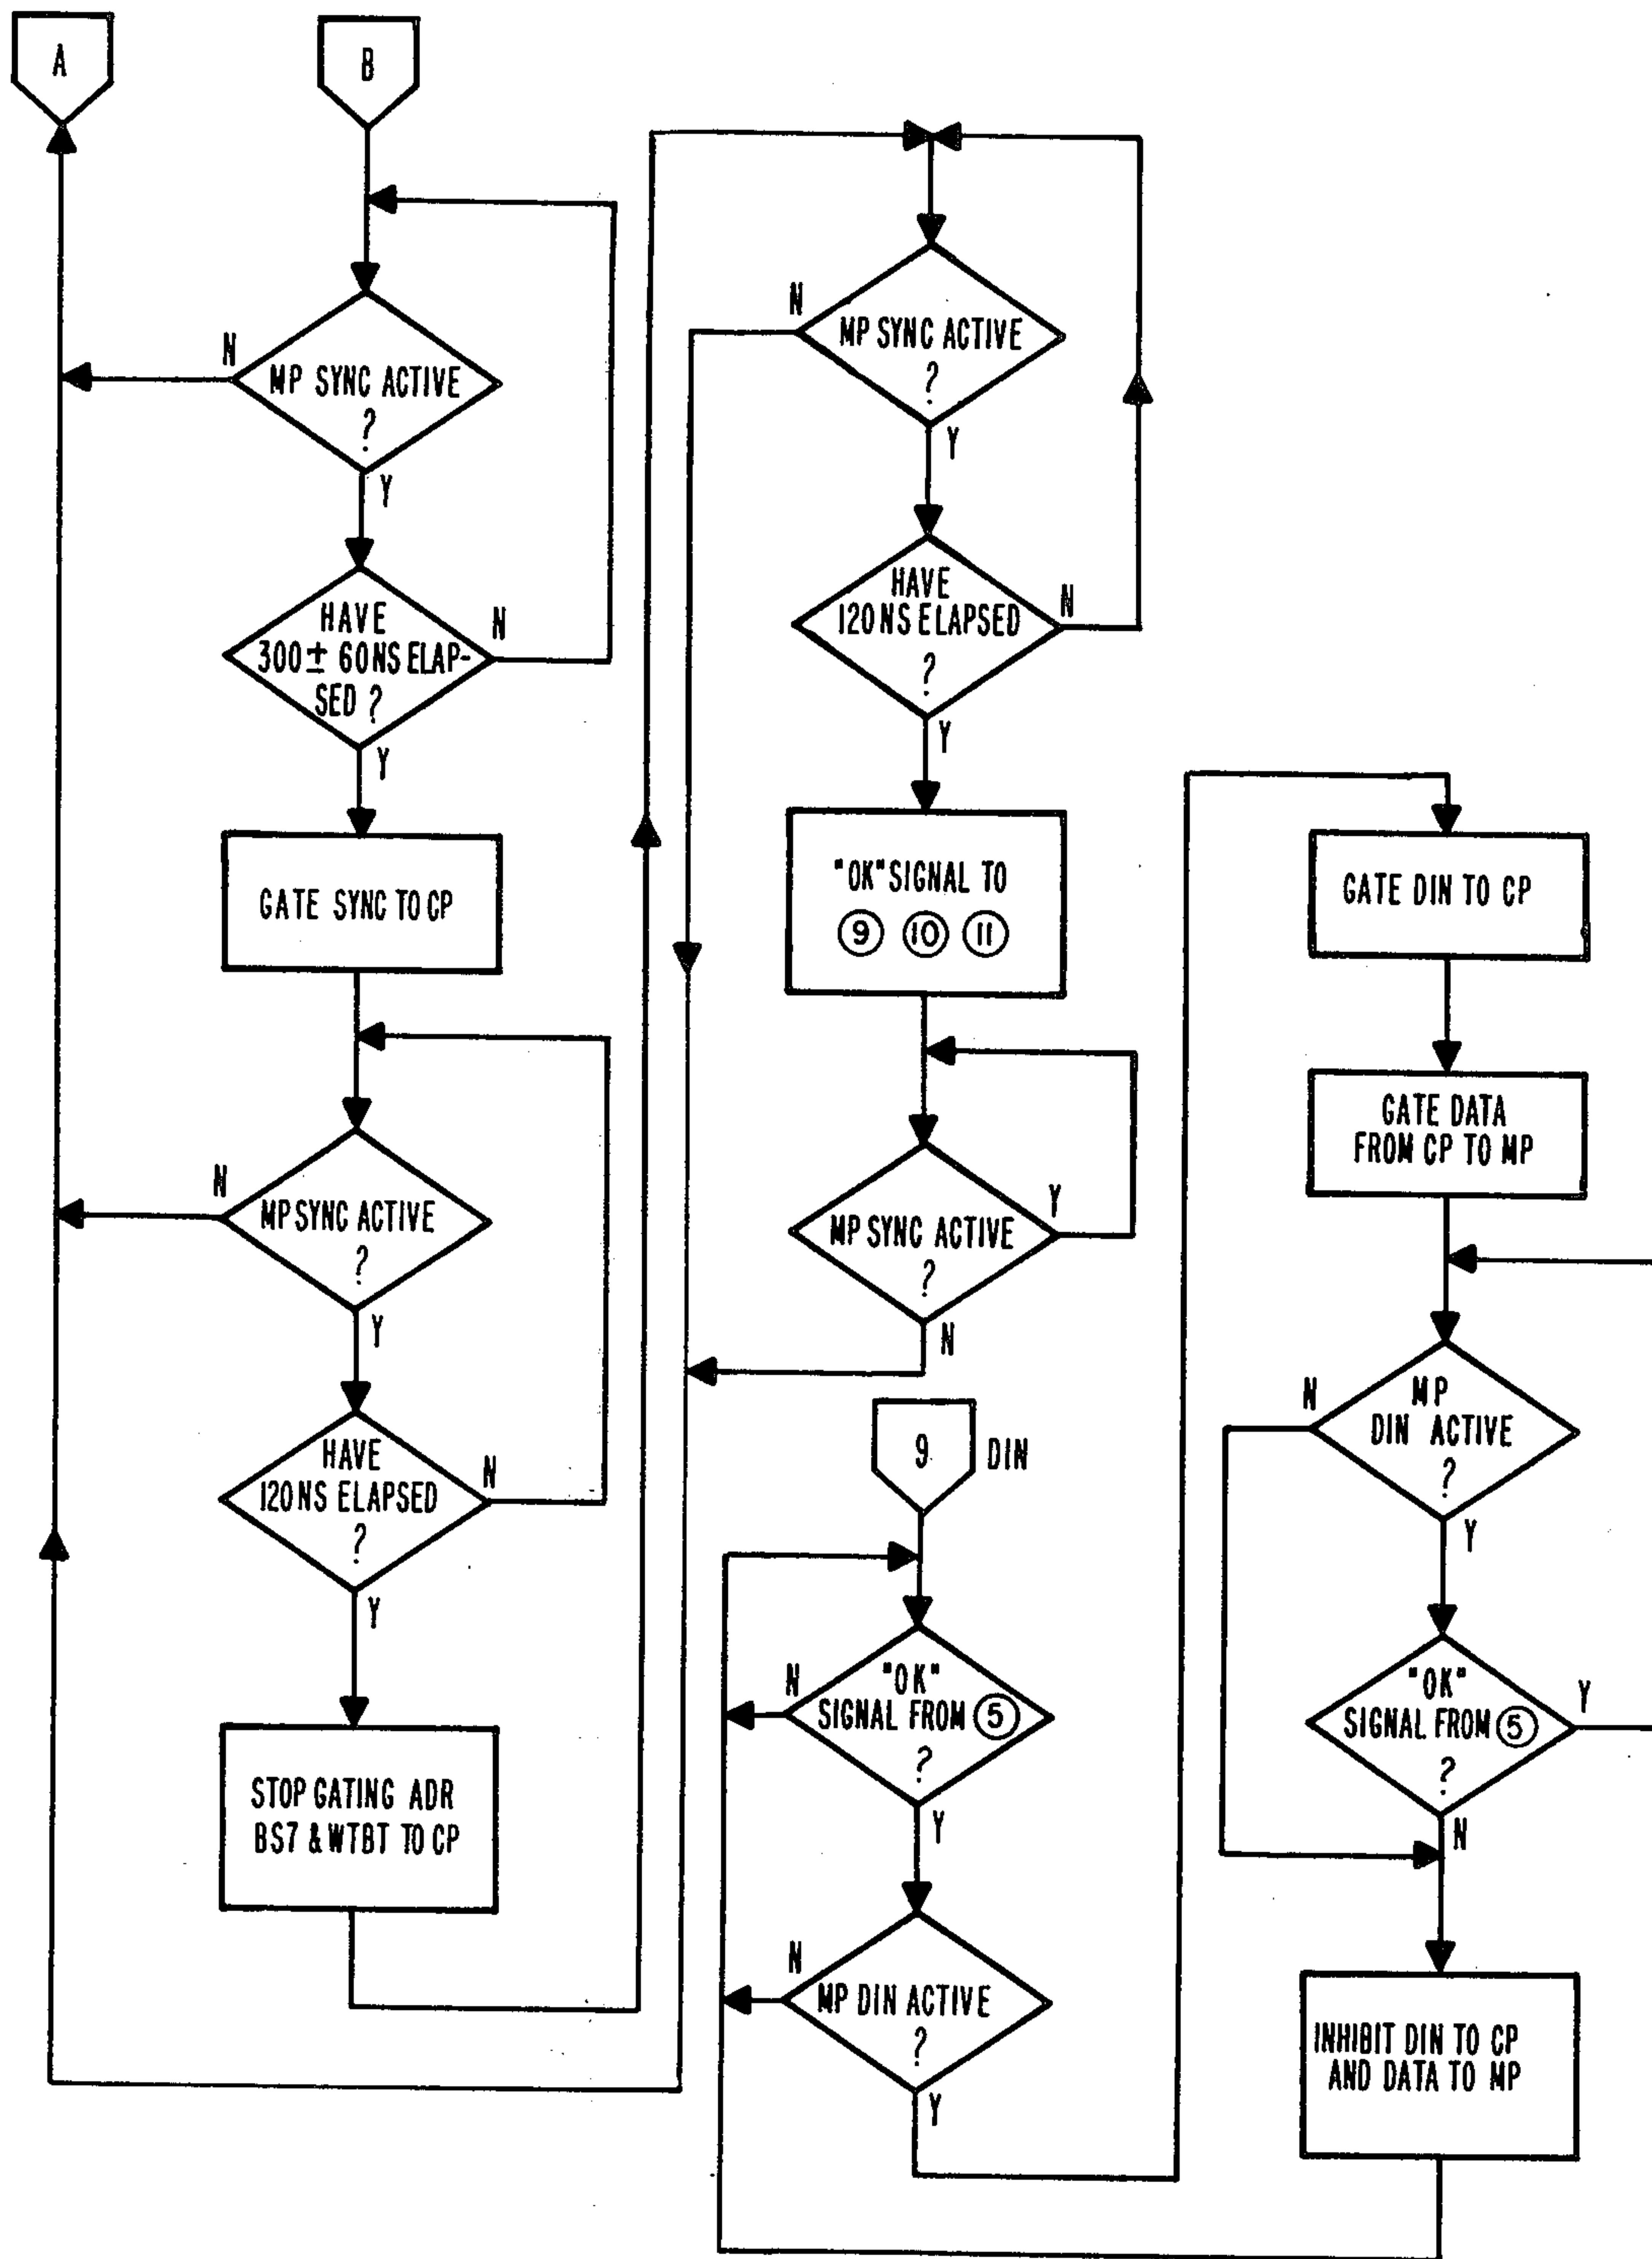 A
B
N
MP SYNC ACTIVE
?
Y
HAVE
300 ± 60NS ELAP-
SED ?
N
Y
GATE SYNC TO CP
N
MP SYNC ACTIVE
?
Y
HAVE
120NS ELAPSED
?
N
Y
STOP GATING ADR
BS7 & WTBT TO CP
N
MP SYNC ACTIVE
?
Y
HAVE
120NS ELAPSED
?
N
Y
"OK" SIGNAL TO
9 10 11
MP SYNC ACTIVE
?
Y
N
9 DIN
N
"OK"
SIGNAL FROM 5
?
Y
N
MP DIN ACTIVE
?
Y
GATE DIN TO CP
GATE DATA
FROM CP TO MP
N
MP
DIN ACTIVE
?
Y
"OK"
SIGNAL FROM 5
?
Y
N
INHIBIT DIN TO CP
AND DATA TO MP